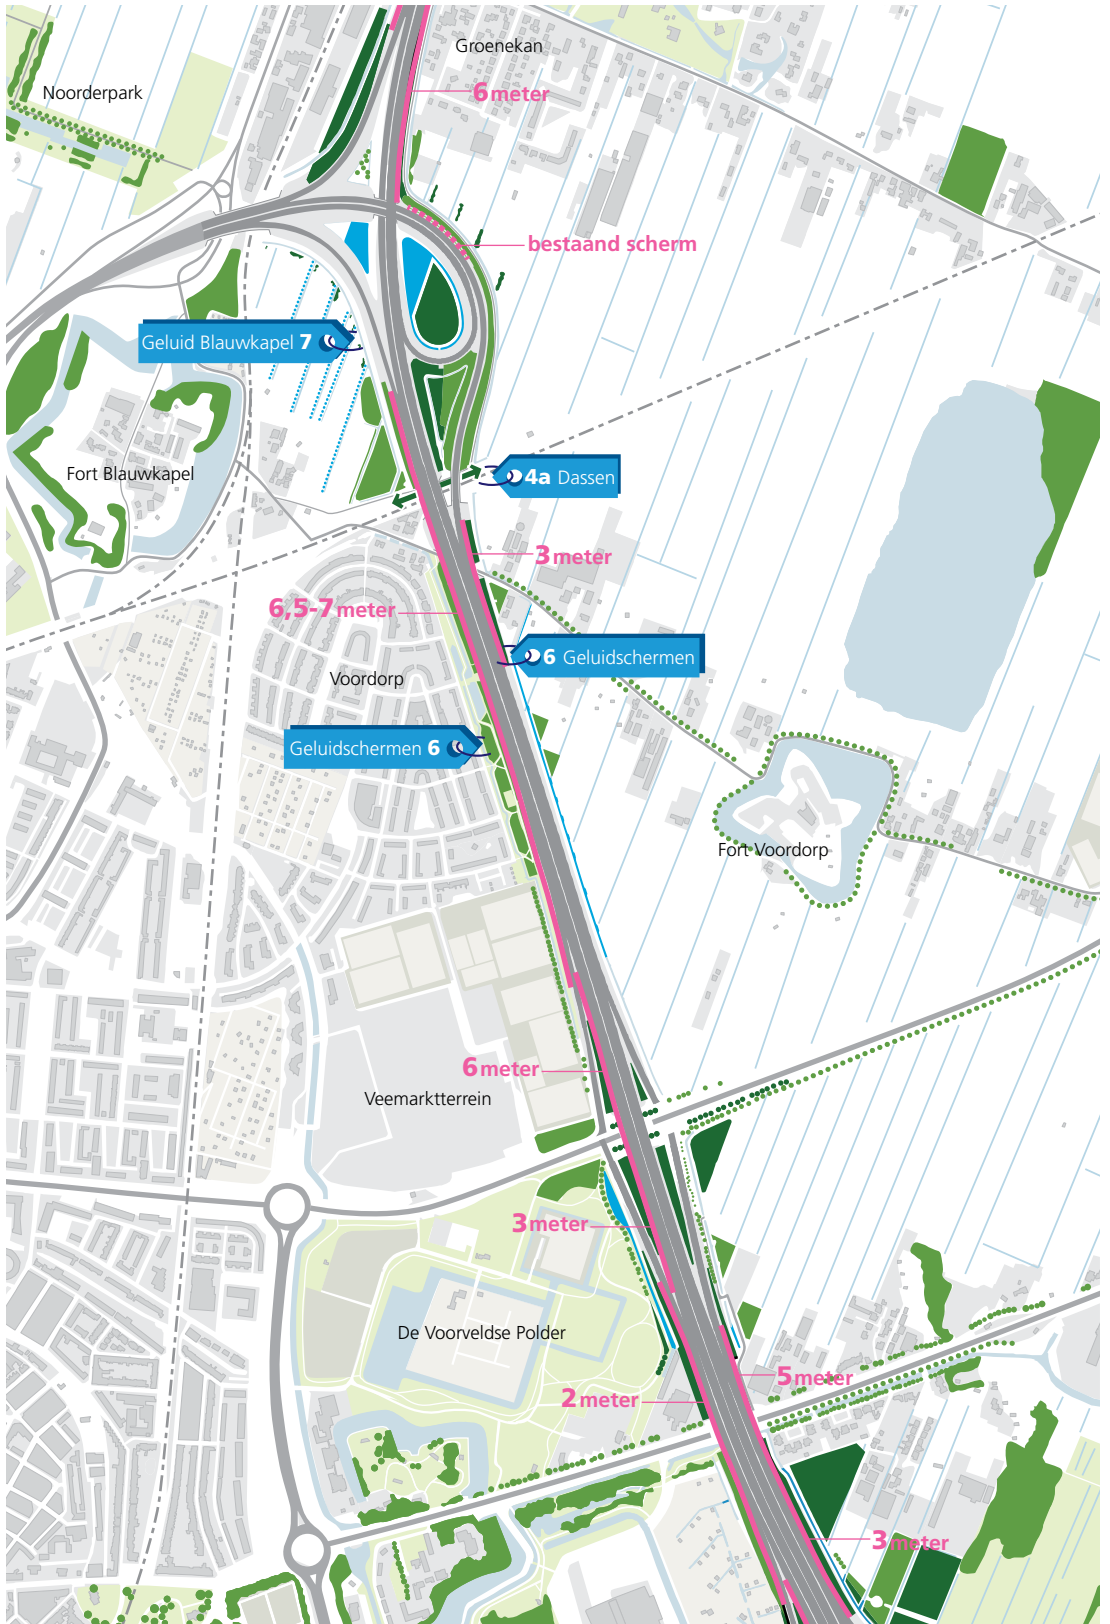 Groenekan
Noorderpark
6 meter
bestaand scherm
Geluid Blauwkapel 7
Fort Blauwkapel
4a Dassen
3 meter
6,5-7 meter
6 Geluidschermen
Voordorp
Geluidschermen 6
Fort Voordorp
6 meter
Veemarktterrein
3 meter
De Voorveldse Polder
5 meter
2 meter
3 meter